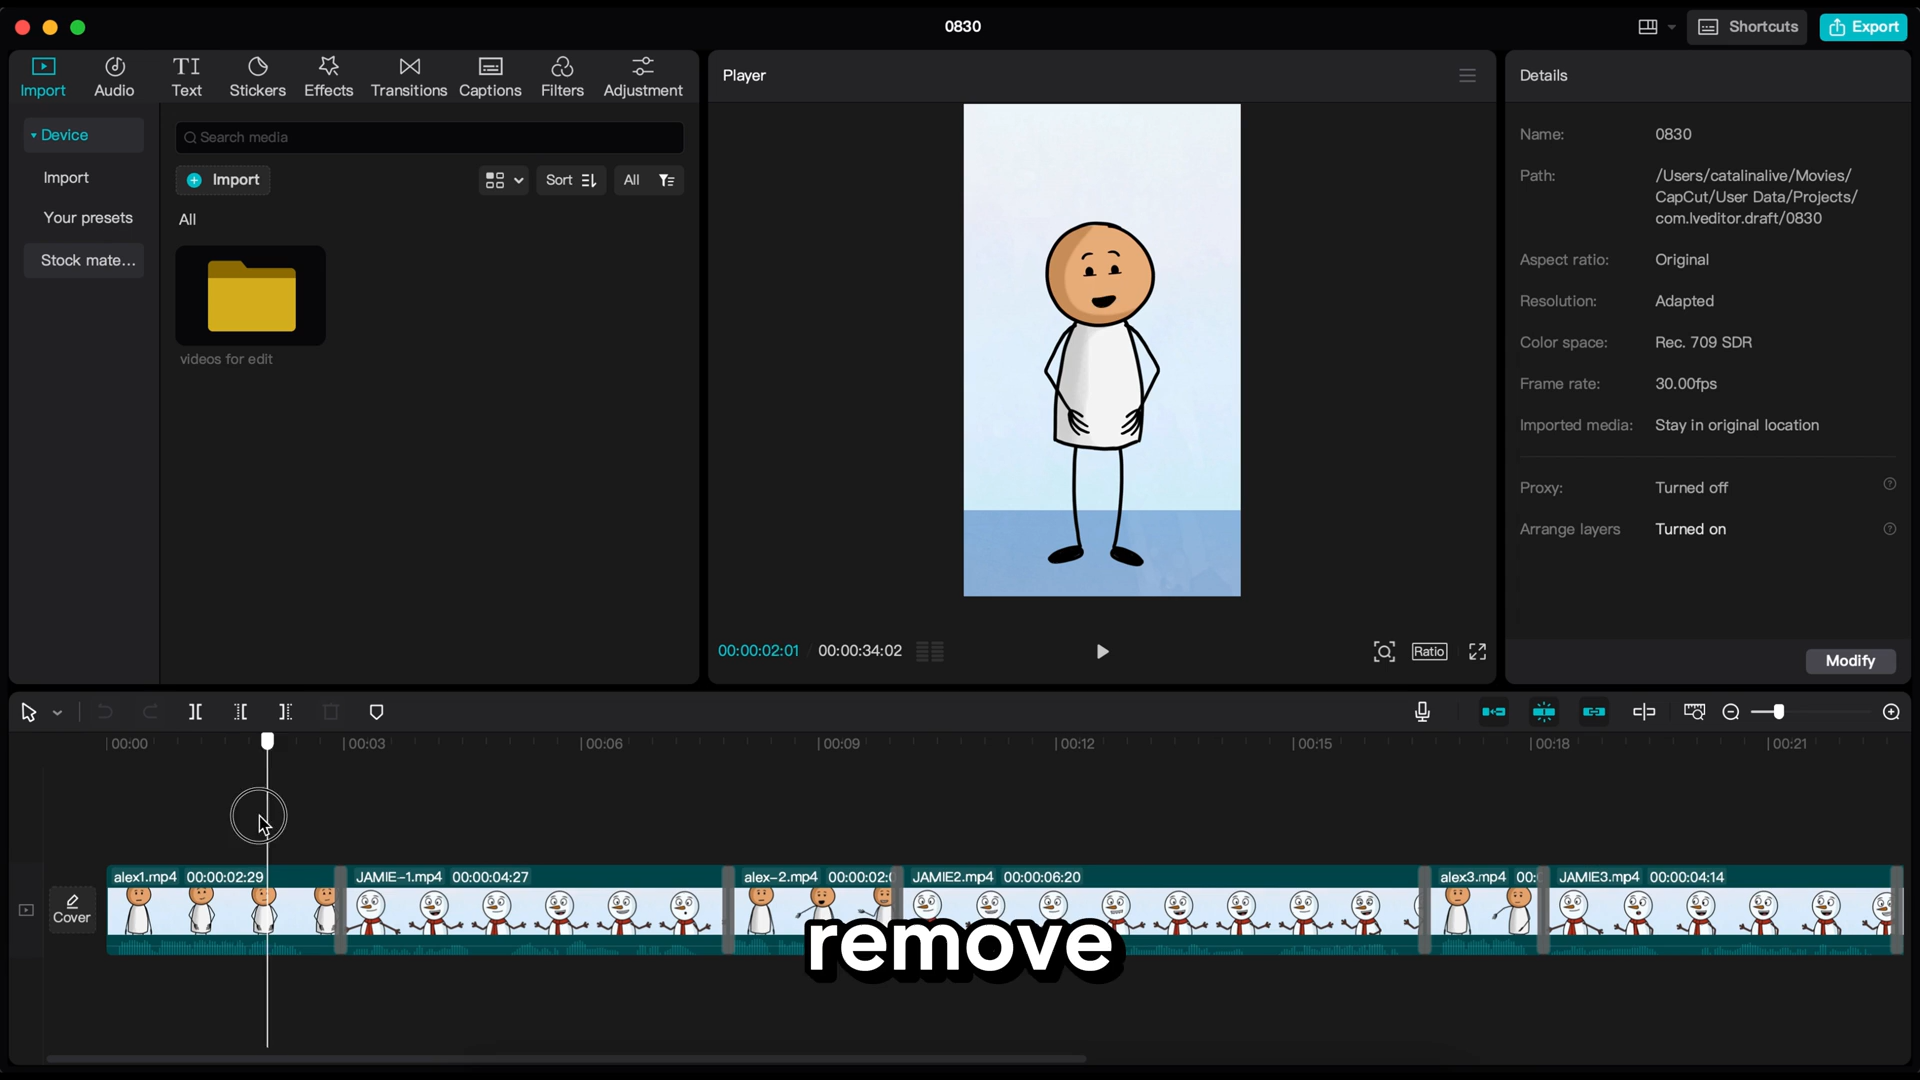 0830
Shortcuts
Export
Import
Audio
TI
Text
Stickers
Effects
Transitions
Captions
Filters
Adjustment
Device
Import
Your presets
Stock mate...
Search media
Import
Sort
All
All
videos for edit
Player
00:00:02:01
00:00:34:02
Ratio
Details
Name:
0830
Path:
/Users/catalinalive/Movies/
CapCut/User Data/Projects/
com.lveditor.draft/0830
Aspect ratio:
Original
Resolution:
Adapted
Color space:
Rec. 709 SDR
Frame rate:
30.00fps
Imported media:
Stay in original location
Proxy:
Turned off
Arrange layers
Turned on
Modify
00:00
00:03
00:06
00:09
00:12
00:15
00:18
00:21
Cover
alex1.mp4 00:00:02:29
JAMIE-1.mp4 00:00:04:27
alex-2.mp4 00:00:02:0
JAMIE2.mp4 00:00:06:20
alex3.mp4 00:
JAMIE3.mp4 00:00:04:14
remove